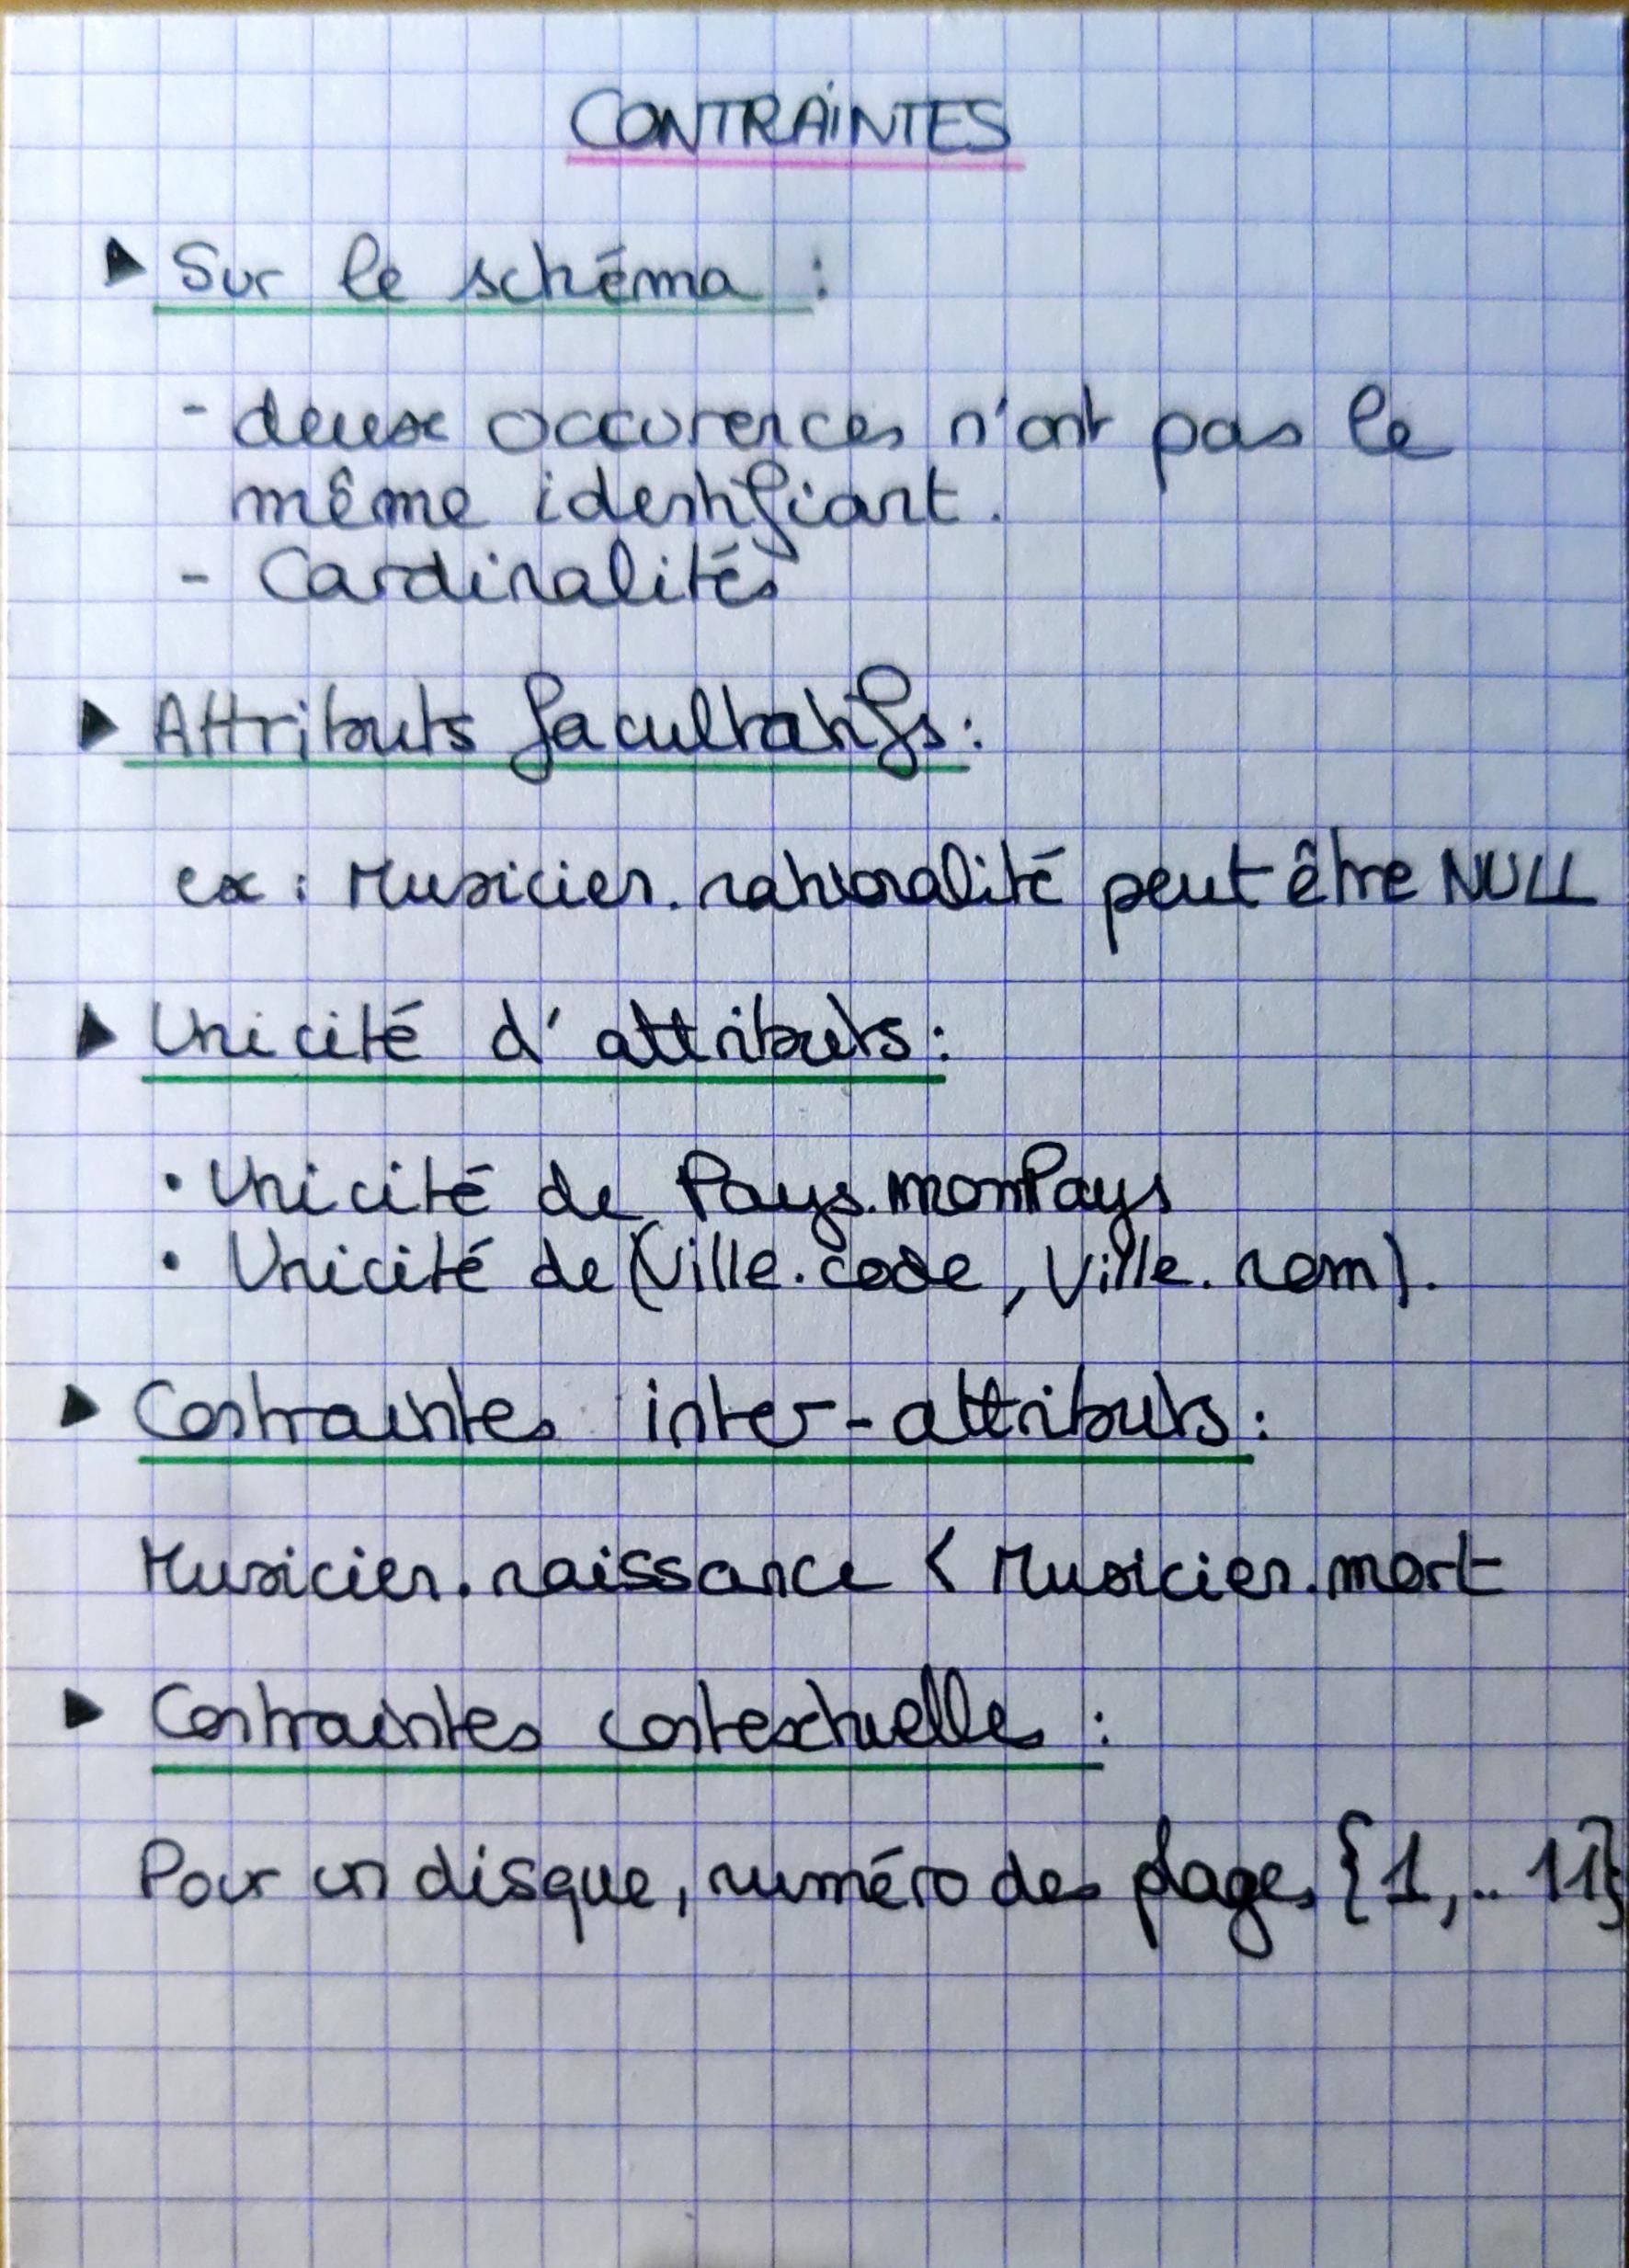 CONTRAINTES
▶ Sur le schéma :
- deux occurences n'ont pas le
même identifiant.
- Cardinalités
▶ Attributs facultatifs :
ex : Musicien.nationalité peut être NULL
▶ Unicité d'attributs :
• Unicité de Pays.monPays
• Unicité de (Ville.code, Ville.nom).
▶ Contraintes inter-attributs :
Musicien.naissance < Musicien.mort
▶ Contraintes contextuelles :
Pour un disque, numéro des plages {1,.. 11}